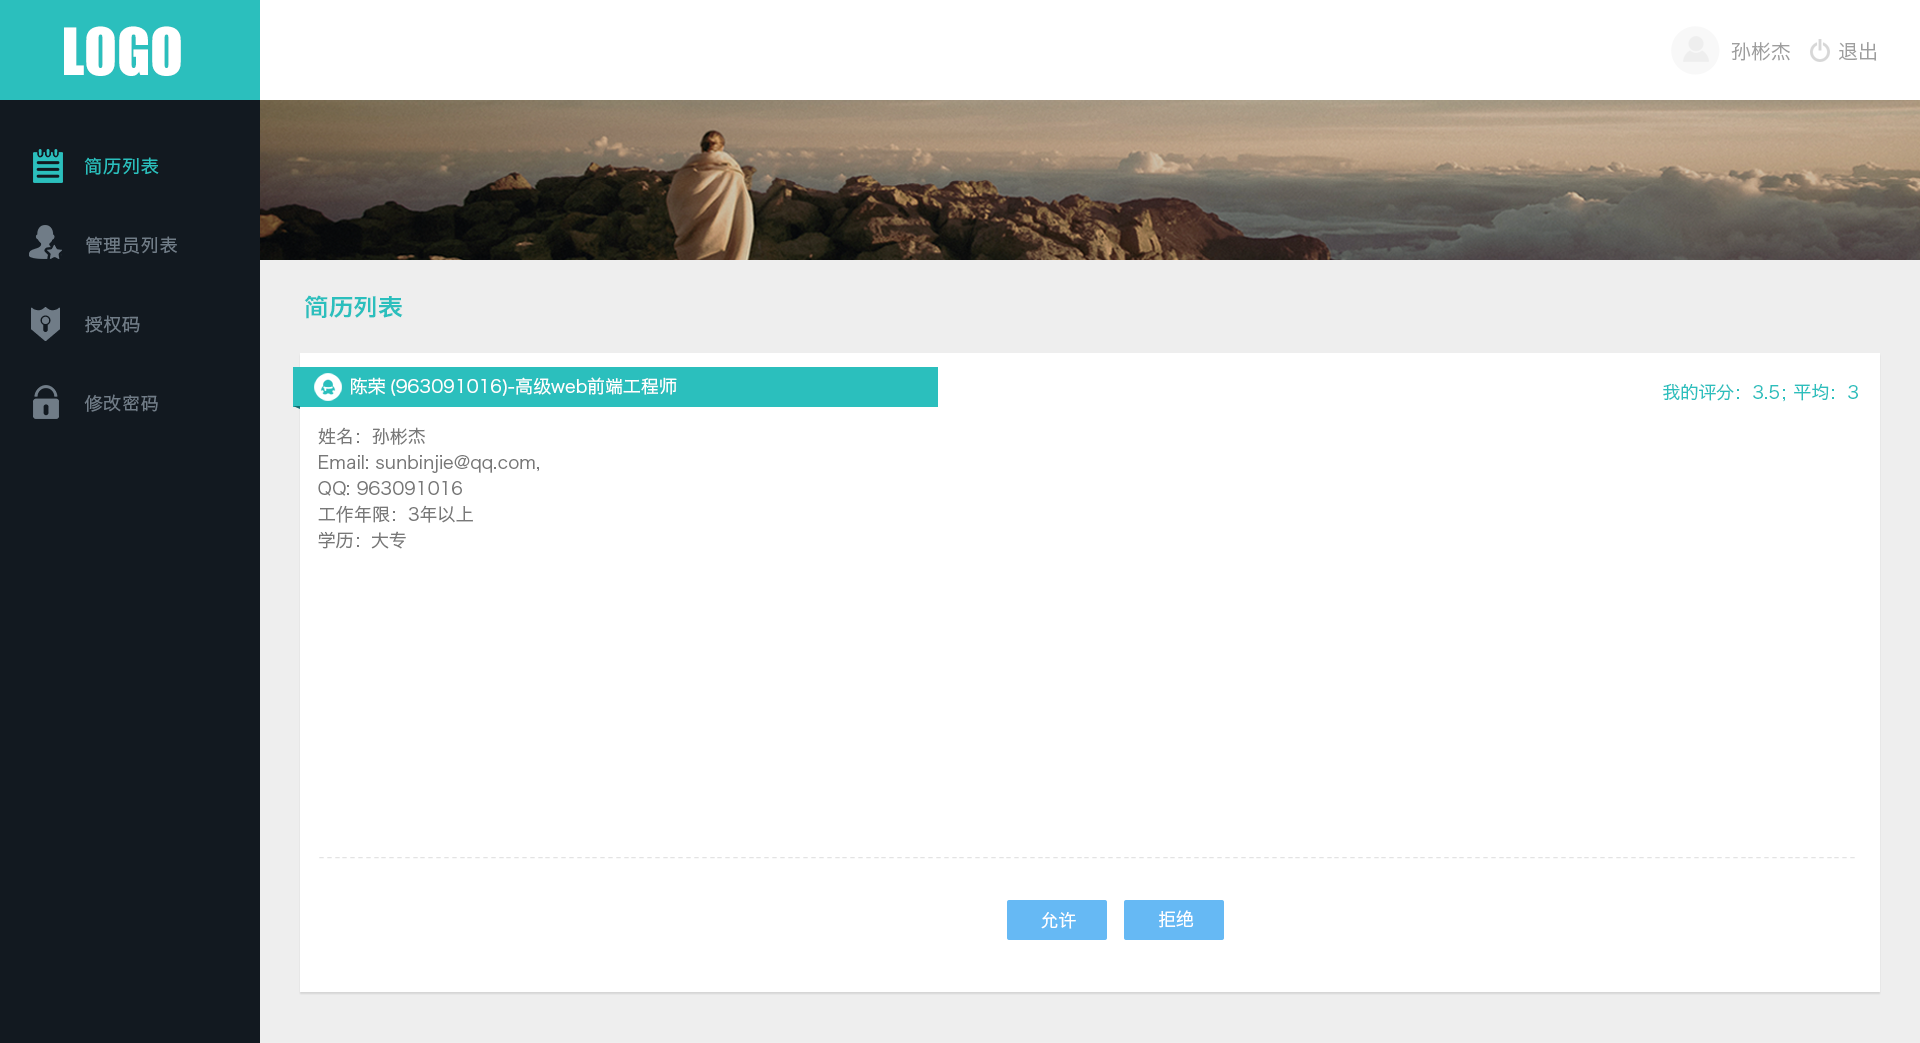 LOGO
孙彬杰 退出
简历列表
管理员列表
授权码
修改密码
简历列表
陈荣 (963091016)-高级web前端工程师
我的评分：3.5; 平均：3
姓名：孙彬杰
Email: sunbinjie@qq.com,
QQ: 963091016
工作年限：3年以上
学历：大专
允许
拒绝